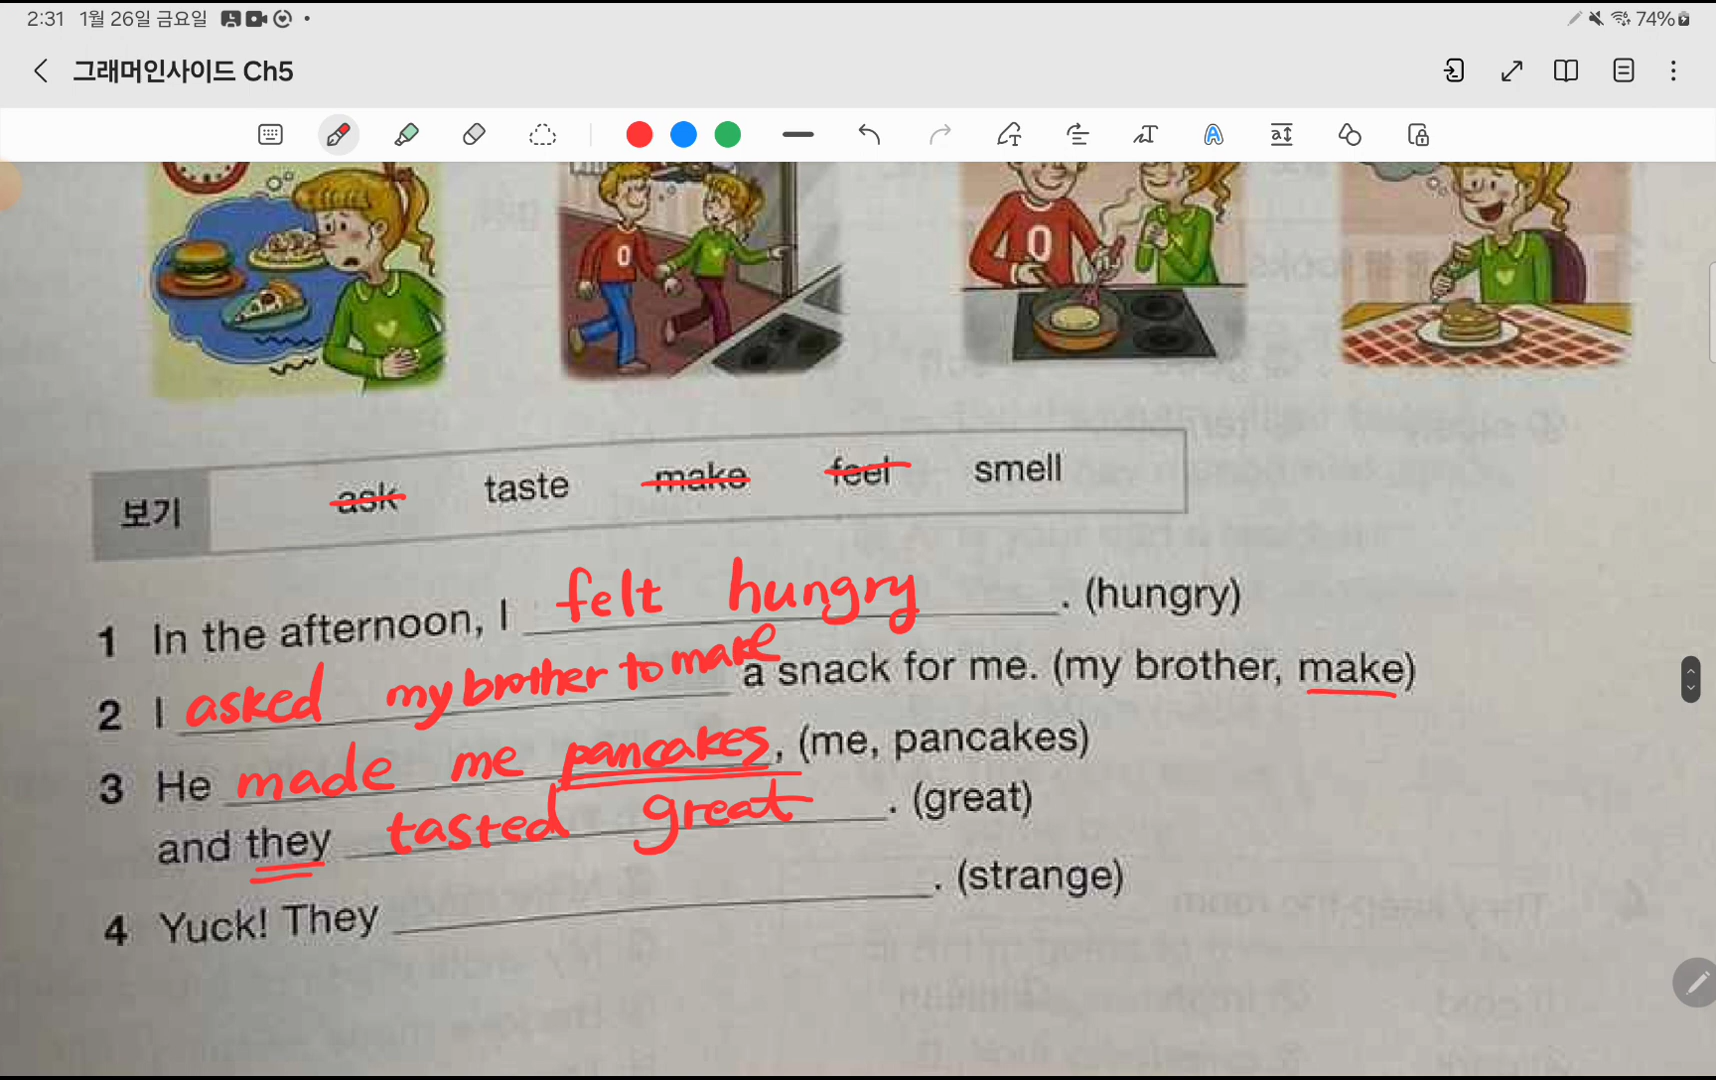 2:31 1월 26일 금요일 74%
그래머인사이드 Ch5
보기 ask taste make feel smell
1 In the afternoon, I felt hungry . (hungry)
2 I asked my brother to make a snack for me. (my brother, make)
3 He made me pancakes, (me, pancakes)
and they tasted great . (great)
4 Yuck! They . (strange)